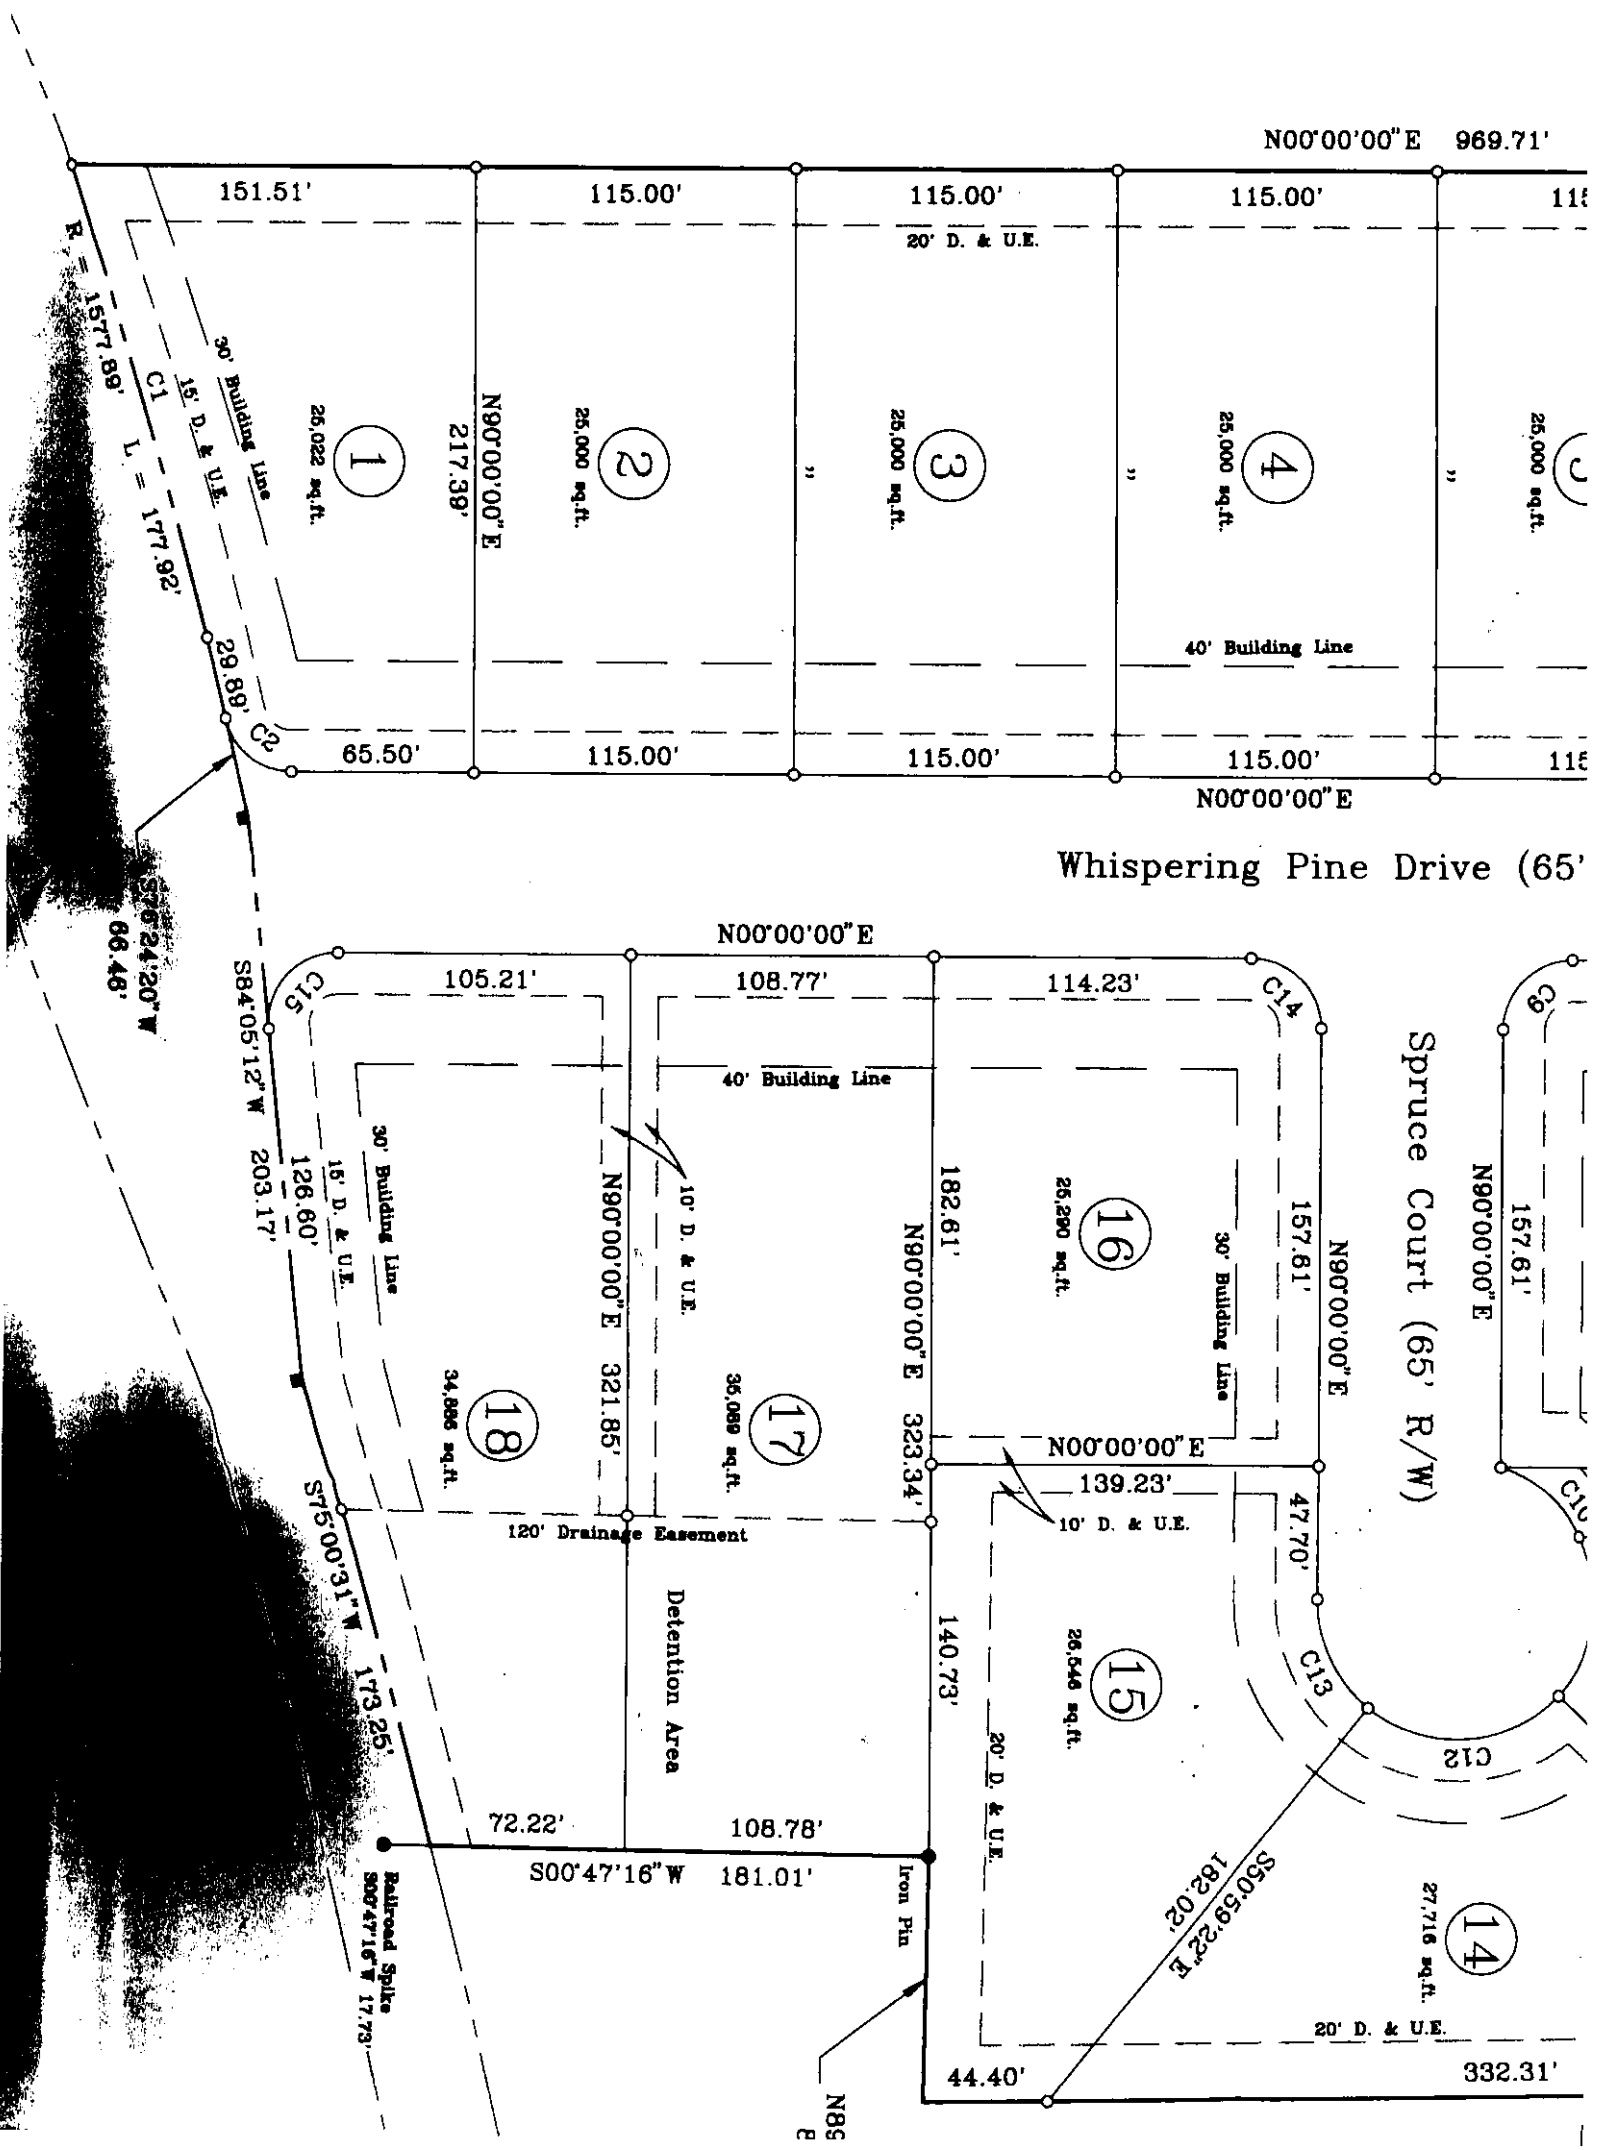 N00°00'00"E 969.71'
151.51'
115.00'
115.00'
115.00'
20' D. & U.E.
R = 1577.89'
C1
L = 177.92'
15' D. & U.E.
30' Building Line
1
25,022 sq.ft.
N90°00'00"E
217.39'
2
25,000 sq.ft.
"
3
25,000 sq.ft.
"
4
25,000 sq.ft.
"
25,000 sq.ft.
40' Building Line
29.89'
C2
65.50'
115.00'
115.00'
115.00'
N00°00'00"E
S76°24'20"W
66.46'
Whispering Pine Drive (65'
N00°00'00"E
105.21'
108.77'
114.23'
C15
C14
C9
S84°05'12"W 203.17'
126.60'
15' D. & U.E.
30' Building Line
40' Building Line
10' D. & U.E.
N90°00'00"E 321.85'
18
34,886 sq.ft.
17
35,089 sq.ft.
182.61'
N90°00'00"E 323.34'
16
25,290 sq.ft.
30' Building Line
157.61'
N90°00'00"E
Spruce Court (65' R/W)
N90°00'00"E
157.61'
C10
N00°00'00"E
139.23'
10' D. & U.E.
47.70'
C13
C12
120' Drainage Easement
Detention Area
S75°00'31"W 173.25'
140.73'
15
26,546 sq.ft.
20' D. & U.E.
72.22'
108.78'
S00°47'16"W 181.01'
Railroad Spike
S00°47'16"W 17.73'
Iron Pin
S50°59'22"E
182.02'
14
27,716 sq.ft.
20' D. & U.E.
44.40'
332.31'
N89